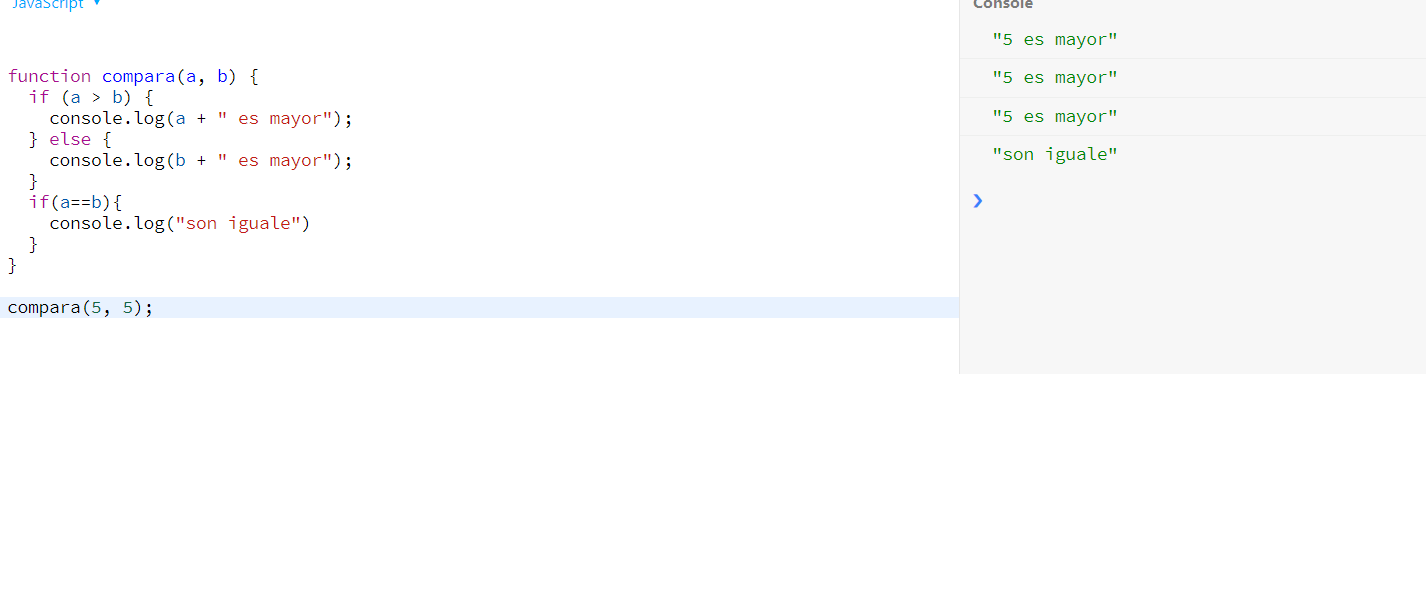 JavaScript ▼
function compara(a, b) {
  if (a > b) {
    console.log(a + " es mayor");
  } else {
    console.log(b + " es mayor");
  }
  if(a==b){
    console.log("son iguale")
  }
}
compara(5, 5);
Console
"5 es mayor"
"5 es mayor"
"5 es mayor"
"son iguale"
❯